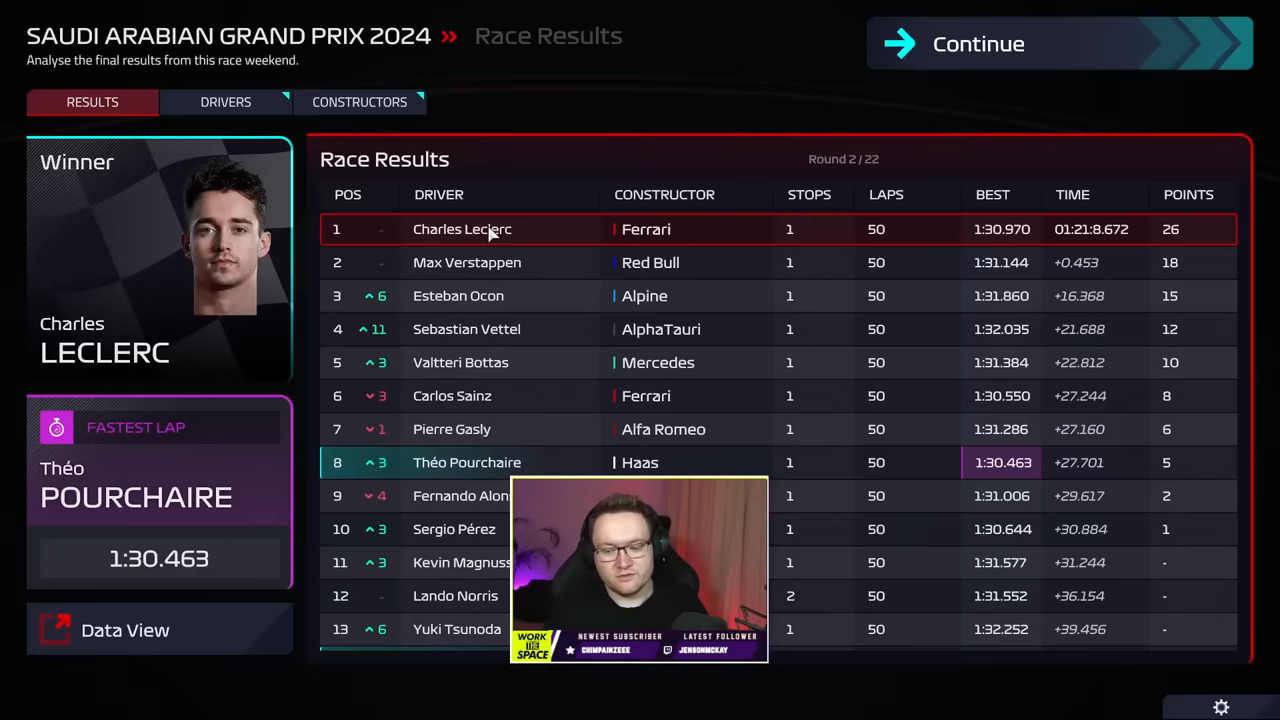 SAUDI ARABIAN GRAND PRIX 2024 Race Results
Analyse the final results from this race weekend.
Continue
RESULTS DRIVERS CONSTRUCTORS
Winner
Charles
LECLERC
FASTEST LAP
Théo
POURCHAIRE
1:30.463
Data View
Race Results Round 2 / 22
POS DRIVER CONSTRUCTOR STOPS LAPS BEST TIME POINTS
1 - Charles Leclerc Ferrari 1 50 1:30.970 01:21:8.672 26
2 - Max Verstappen Red Bull 1 50 1:31.144 +0.453 18
3 6 Esteban Ocon Alpine 1 50 1:31.860 +16.368 15
4 11 Sebastian Vettel AlphaTauri 1 50 1:32.035 +21.688 12
5 3 Valtteri Bottas Mercedes 1 50 1:31.384 +22.812 10
6 3 Carlos Sainz Ferrari 1 50 1:30.550 +27.244 8
7 1 Pierre Gasly Alfa Romeo 1 50 1:31.286 +27.160 6
8 3 Théo Pourchaire Haas 1 50 1:30.463 +27.701 5
9 4 Fernando Alon 1 50 1:31.006 +29.617 2
10 3 Sergio Pérez 1 50 1:30.644 +30.884 1
11 3 Kevin Magnuss 1 50 1:31.577 +31.244 -
12 - Lando Norris 2 50 1:31.552 +36.154 -
13 6 Yuki Tsunoda 1 50 1:32.252 +39.456 -
WORK THE SPACE
NEWEST SUBSCRIBER LATEST FOLLOWER
CHIMPAINZEEE JENSONMCKAY